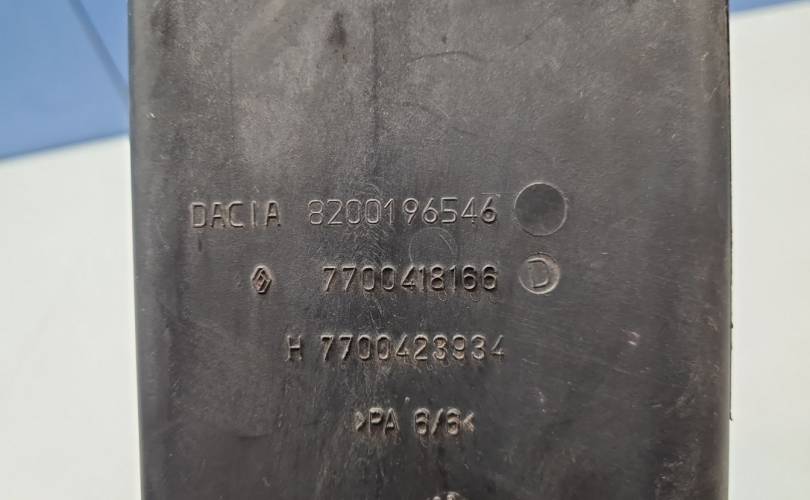 DACIA 8200196546
7700418166 D
H 7700423934
>PA 6/6<